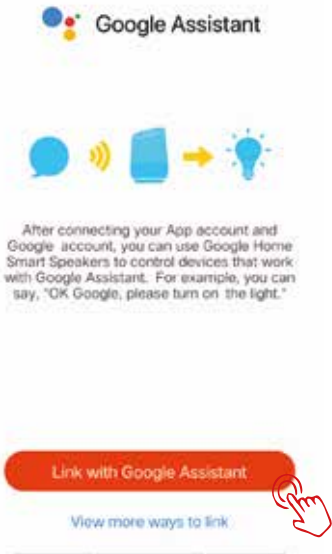 Google Assistant
After connecting your App account and
Google account, you can use Google Home
Smart Speakers to control devices that work
with Google Assistant. For example, you can
say, "OK Google, please turn on the light."
Link with Google Assistant
View more ways to link